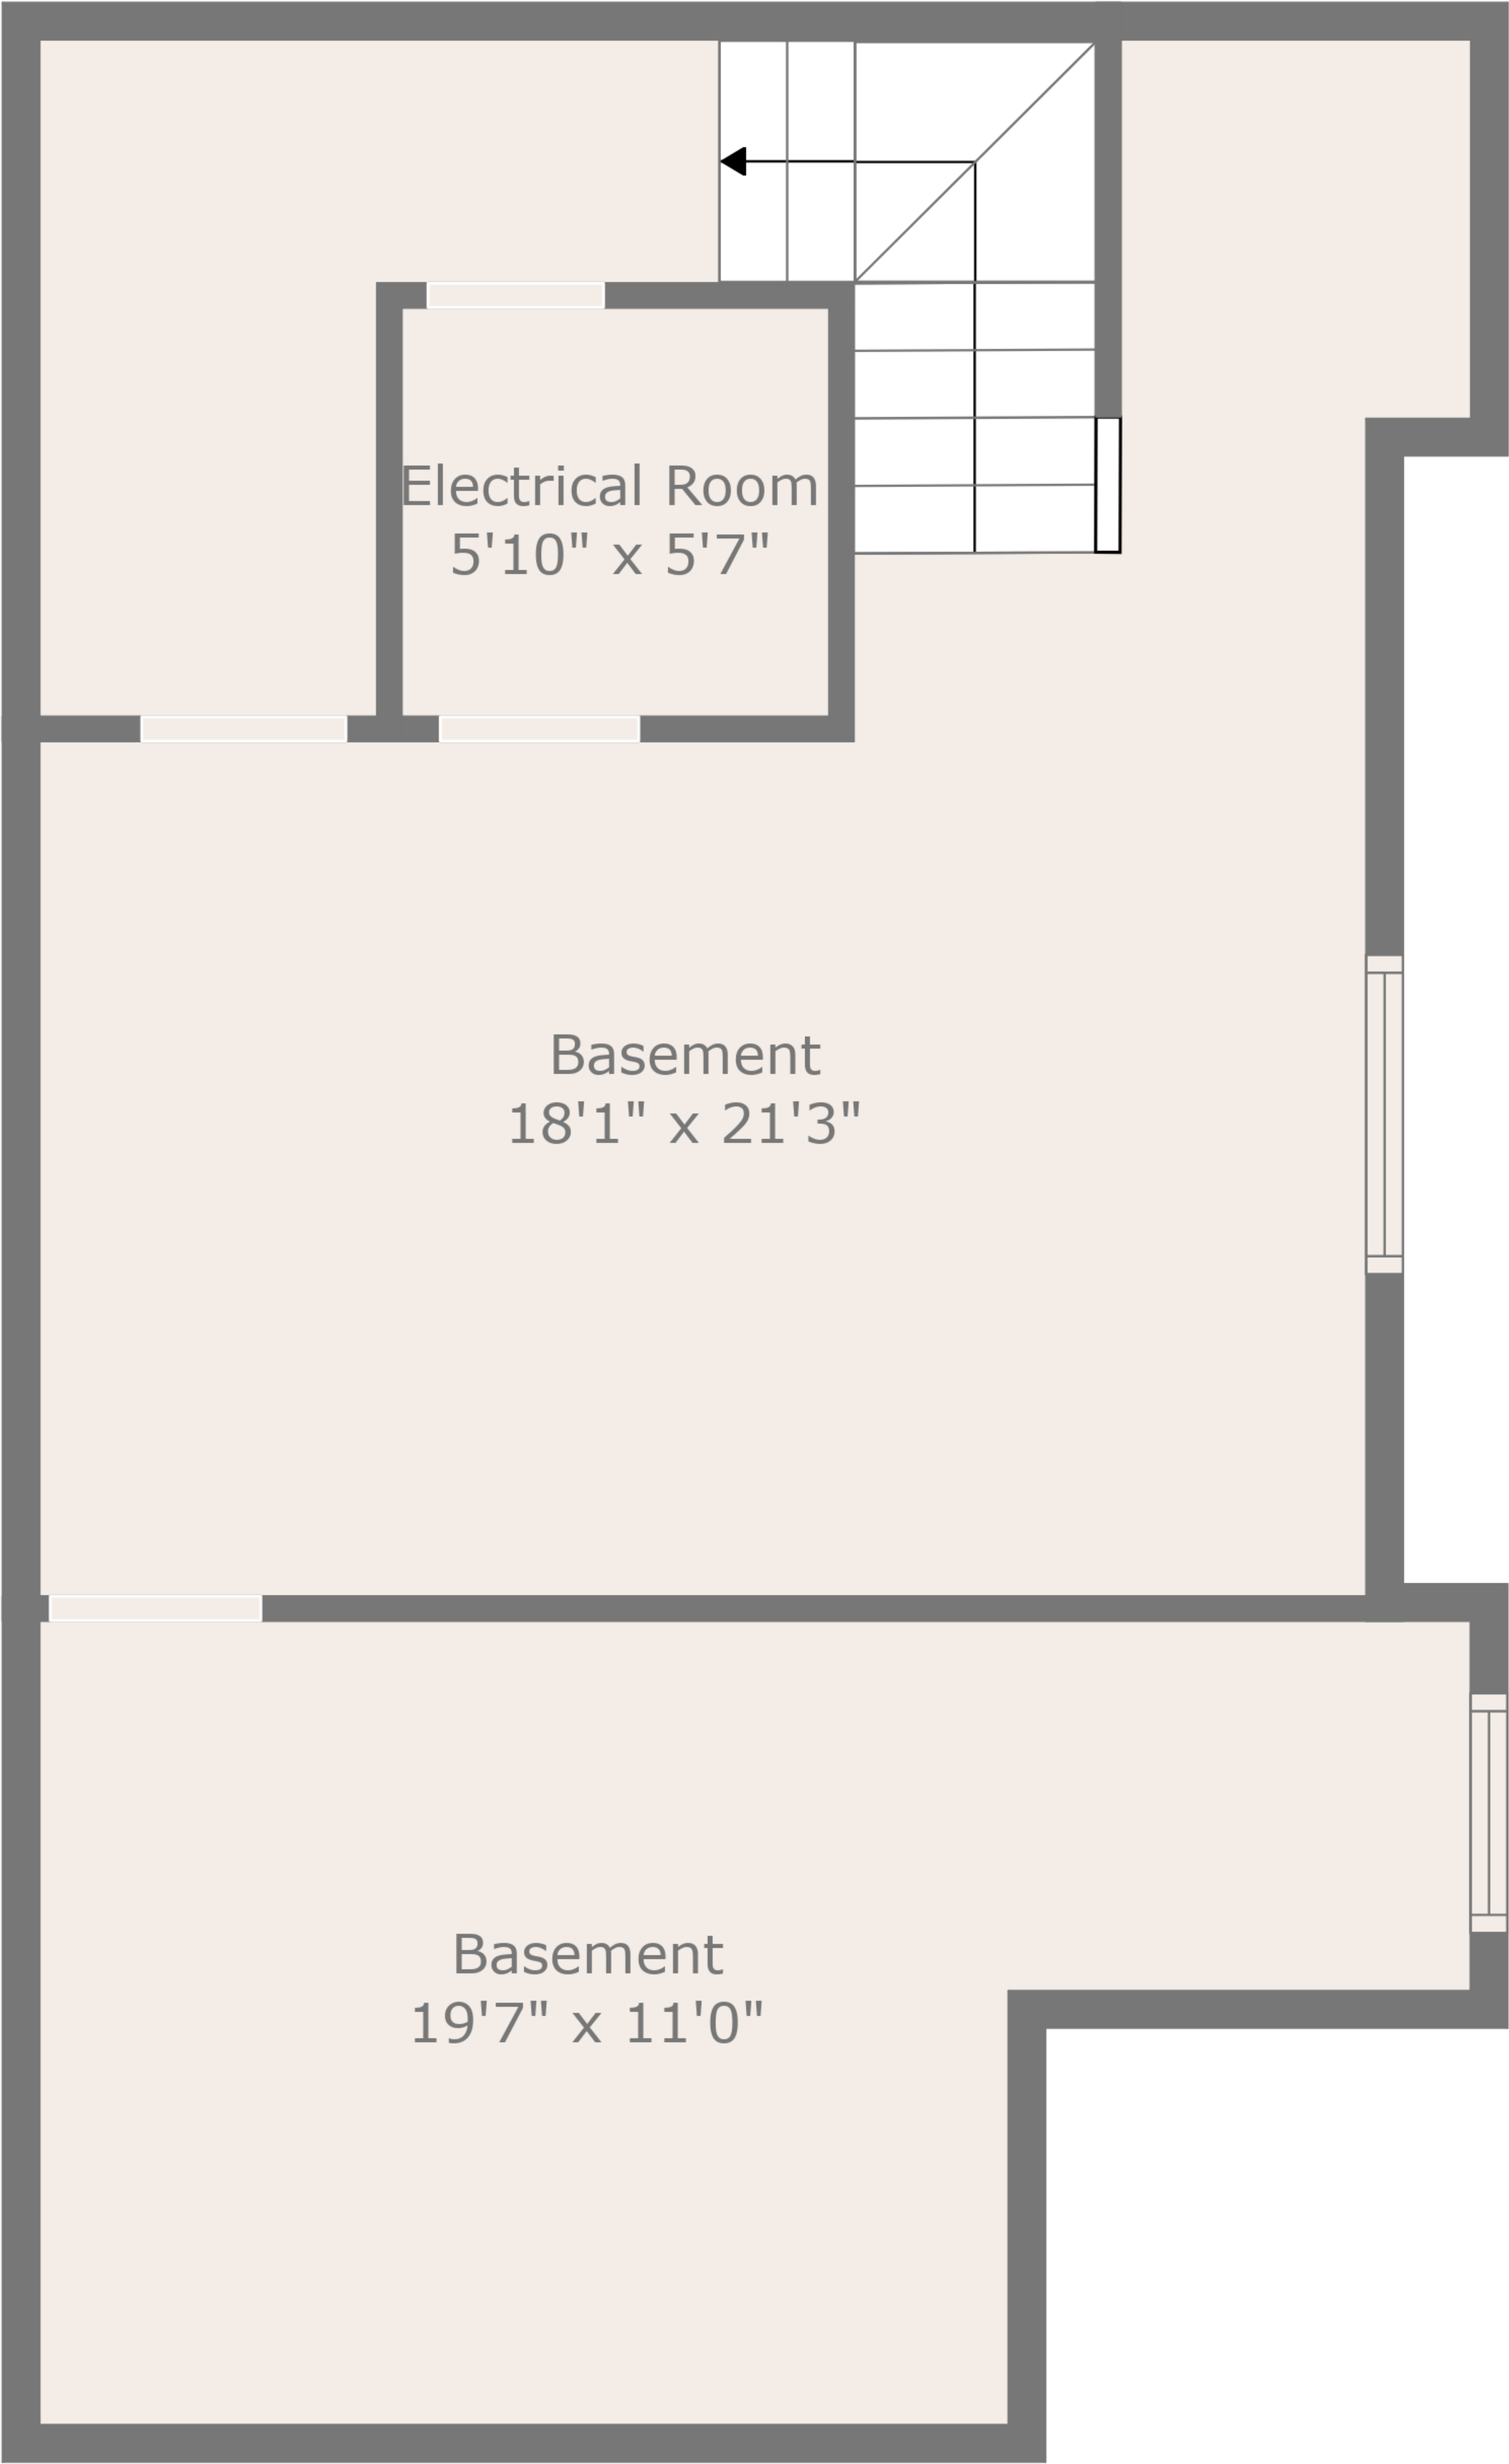 Electrical Room
5'10" x 5'7"
Basement
18'1" x 21'3"
Basement
19'7" x 11'0"